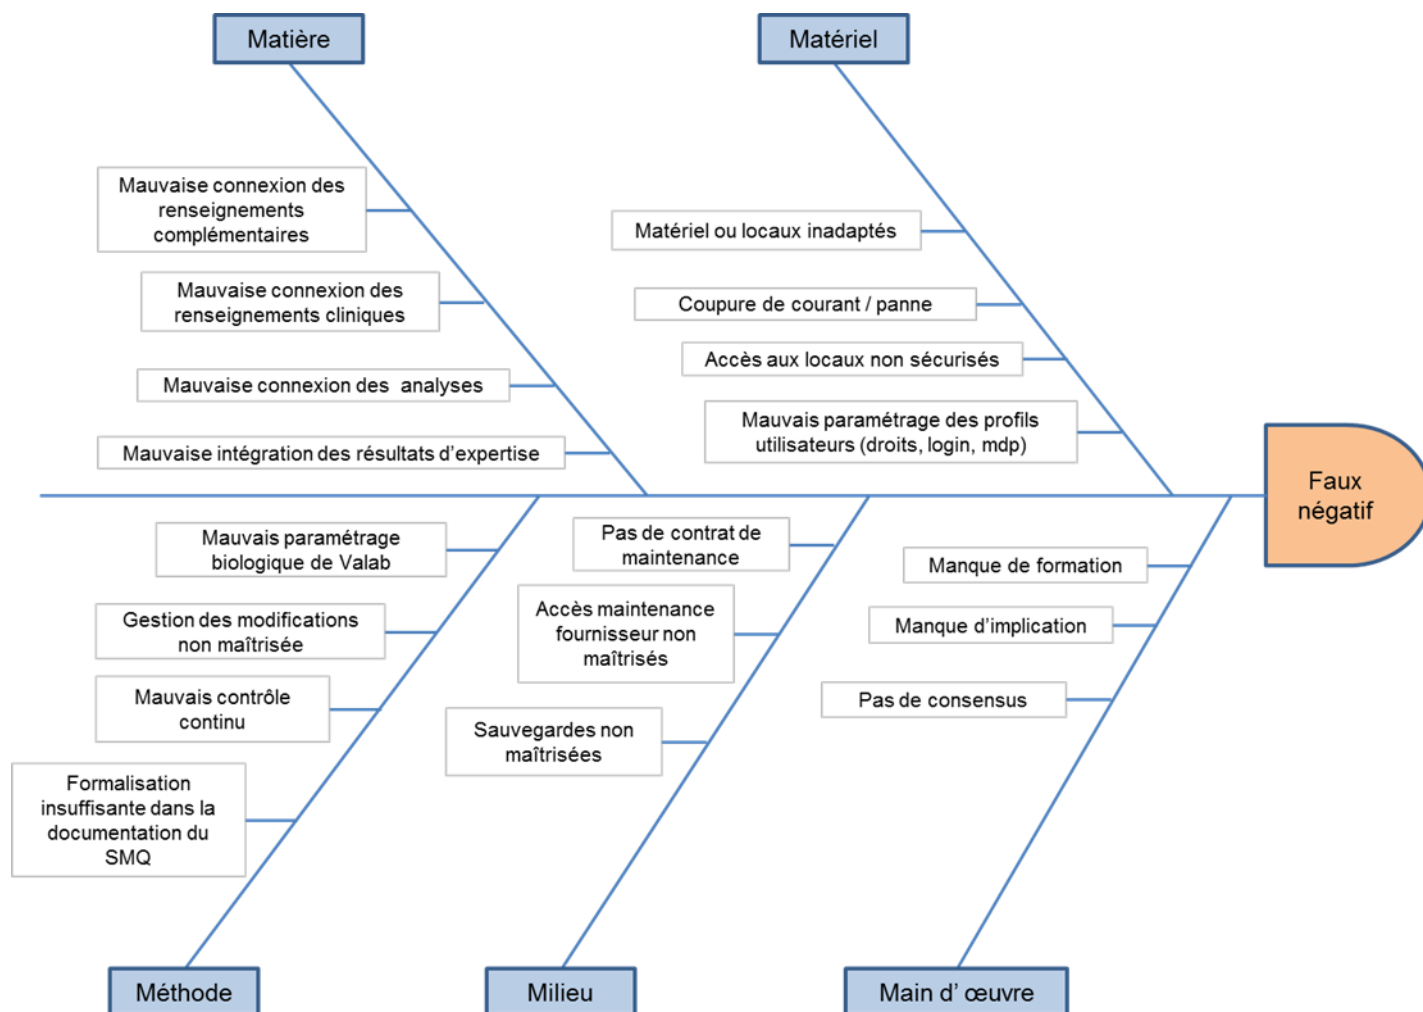 Matière
Matériel
Mauvaise connexion des
renseignements
complémentaires
Mauvaise connexion des
renseignements cliniques
Mauvaise connexion des  analyses
Mauvaise intégration des résultats d’expertise
Matériel ou locaux inadaptés
Coupure de courant / panne
Accès aux locaux non sécurisés
Mauvais paramétrage des profils
utilisateurs (droits, login, mdp)
Faux
négatif
Mauvais paramétrage
biologique de Valab
Gestion des modifications
non maîtrisée
Mauvais contrôle
continu
Formalisation
insuffisante dans la
documentation du
SMQ
Pas de contrat de
maintenance
Accès maintenance
fournisseur non
maîtrisés
Sauvegardes non
maîtrisées
Manque de formation
Manque d’implication
Pas de consensus
Méthode
Milieu
Main d’ œuvre